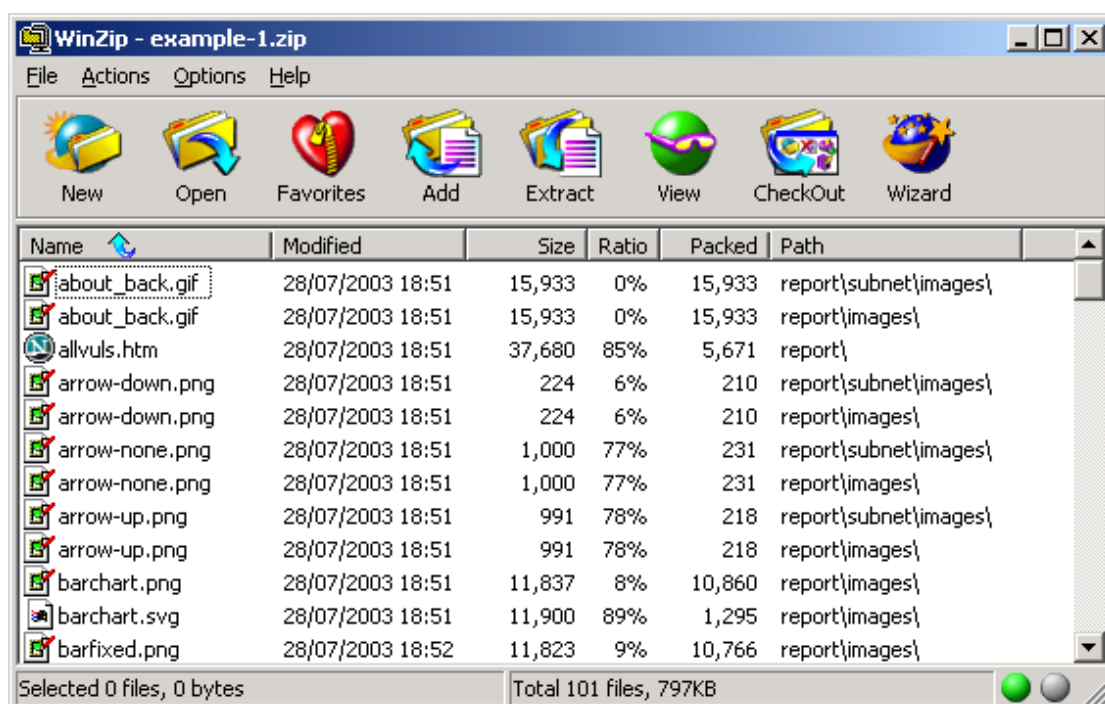 WinZip - example-1.zip
File Actions Options Help
New Open Favorites Add Extract View CheckOut Wizard
Name Modified Size Ratio Packed Path
about_back.gif 28/07/2003 18:51 15,933 0% 15,933 report\subnet\images\
about_back.gif 28/07/2003 18:51 15,933 0% 15,933 report\images\
allvuls.htm 28/07/2003 18:51 37,680 85% 5,671 report\
arrow-down.png 28/07/2003 18:51 224 6% 210 report\subnet\images\
arrow-down.png 28/07/2003 18:51 224 6% 210 report\images\
arrow-none.png 28/07/2003 18:51 1,000 77% 231 report\subnet\images\
arrow-none.png 28/07/2003 18:51 1,000 77% 231 report\images\
arrow-up.png 28/07/2003 18:51 991 78% 218 report\subnet\images\
arrow-up.png 28/07/2003 18:51 991 78% 218 report\images\
barchart.png 28/07/2003 18:51 11,837 8% 10,860 report\images\
barchart.svg 28/07/2003 18:51 11,900 89% 1,295 report\images\
barfixed.png 28/07/2003 18:52 11,823 9% 10,766 report\images\
Selected 0 files, 0 bytes Total 101 files, 797KB